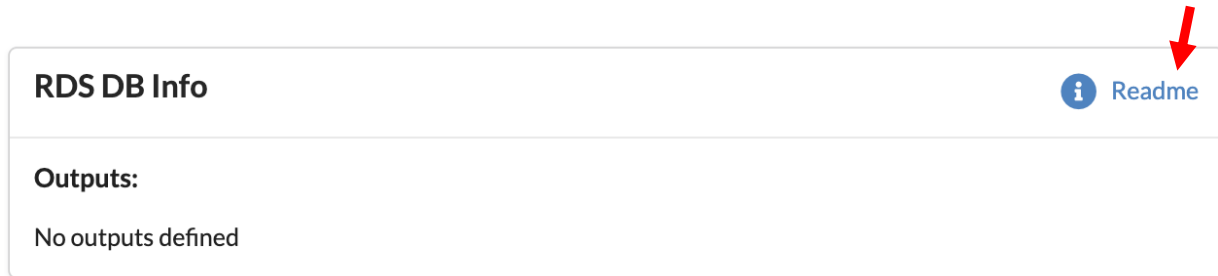 RDS DB Info
Readme
Outputs:
No outputs defined